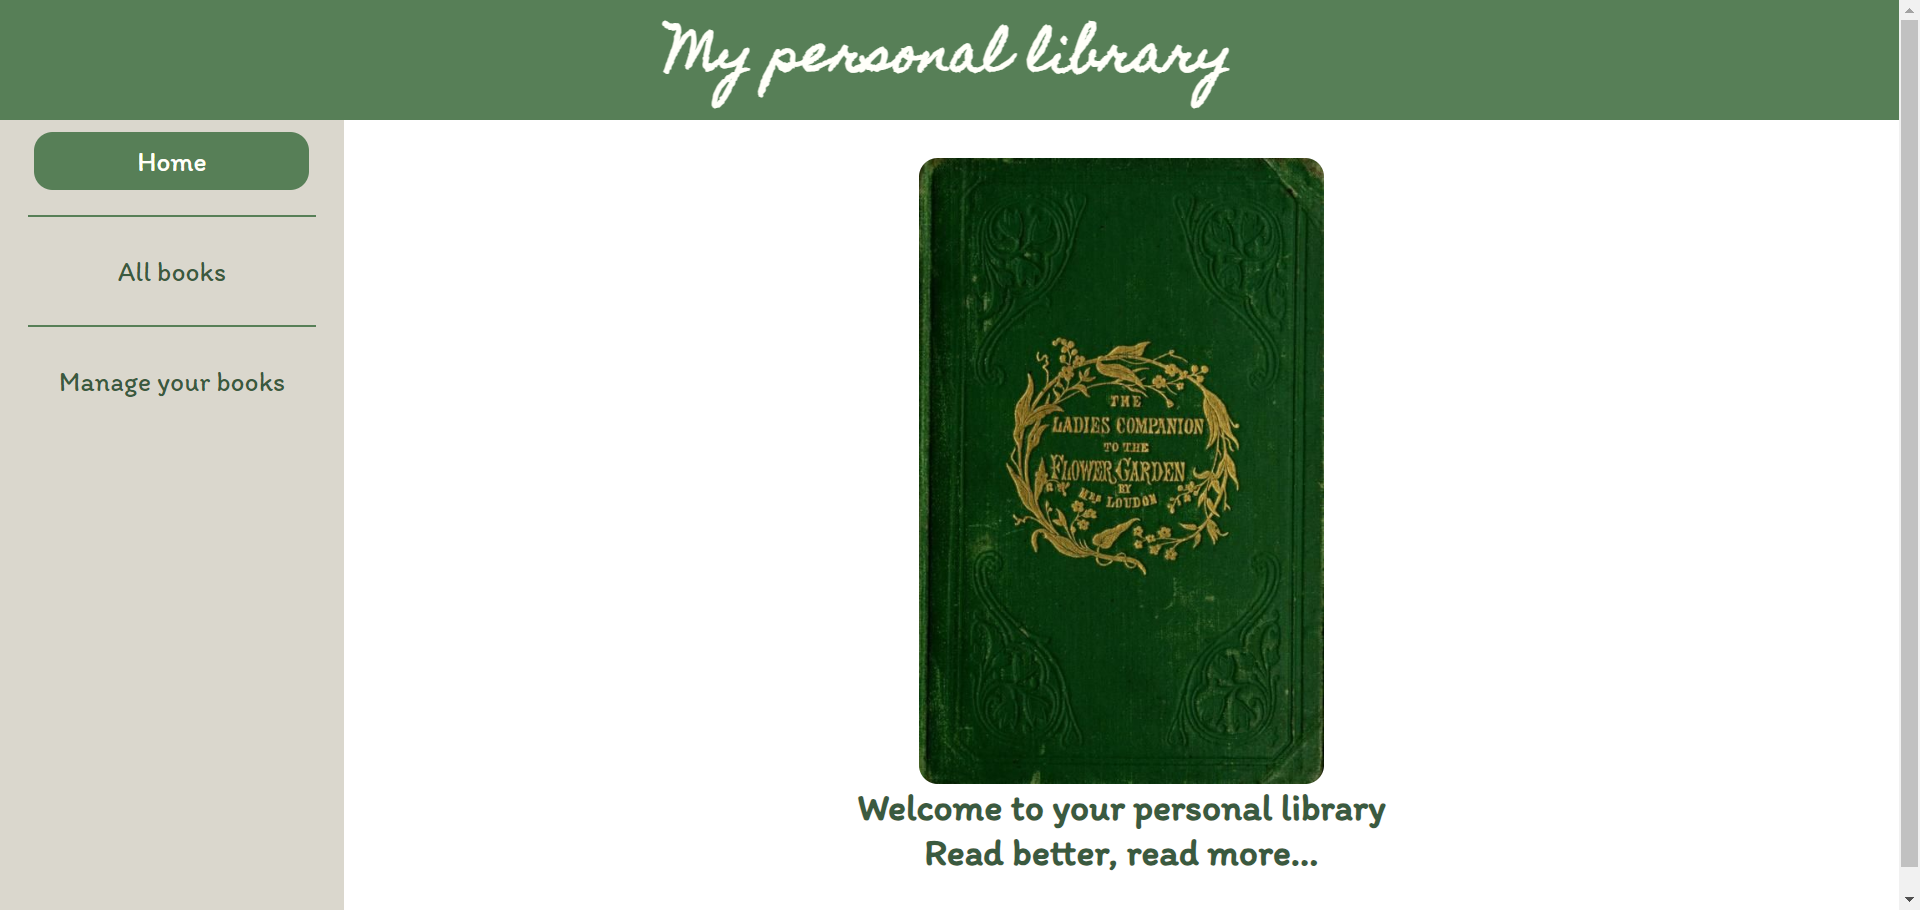 My personal library
Home
All books
Manage your books
THE
LADIES COMPANION
TO THE
FLOWER GARDEN
BY
MRS LOUDON
Welcome to your personal library
Read better, read more...